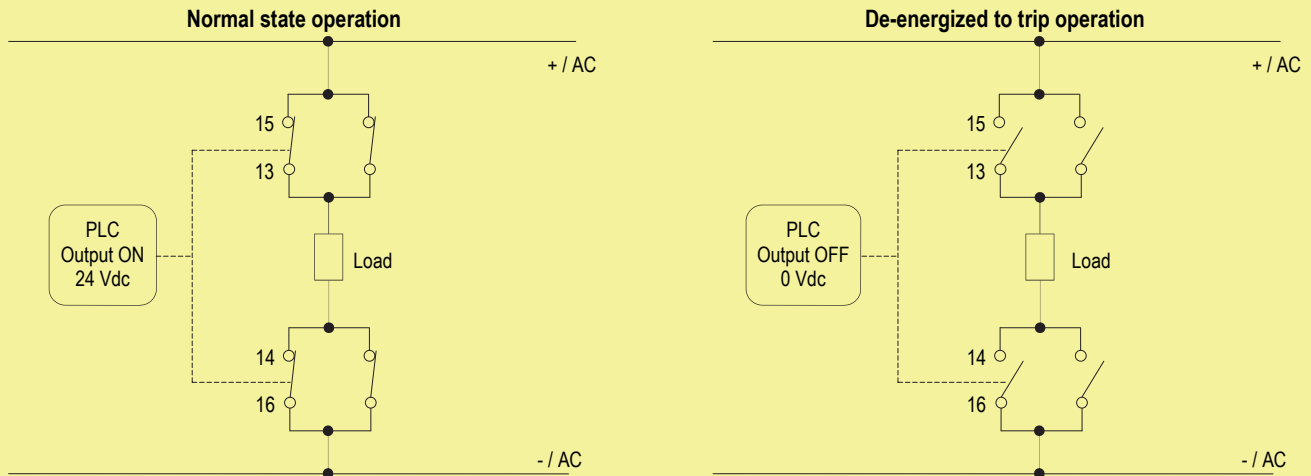 Normal state operation
+ / AC
15
13
PLC
Output ON
24 Vdc
Load
14
16
- / AC
De-energized to trip operation
+ / AC
15
13
PLC
Output OFF
0 Vdc
Load
14
16
- / AC